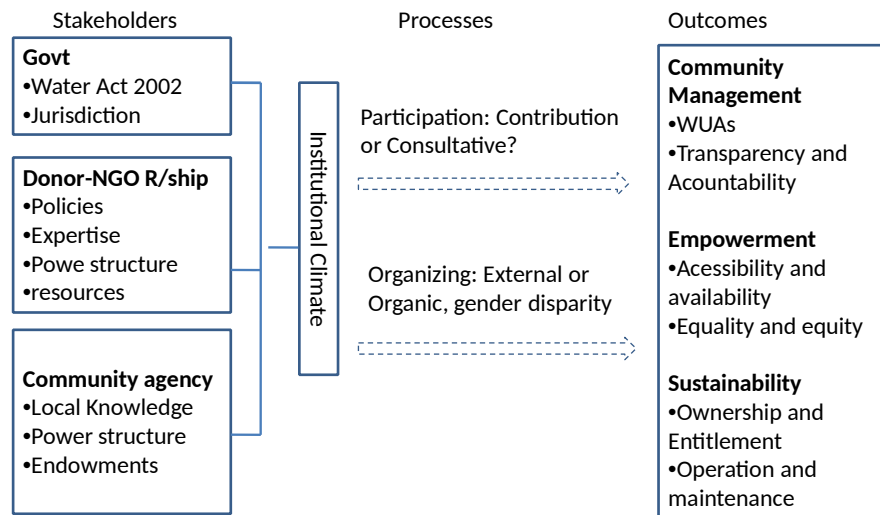 Stakeholders
Processes
Outcomes
Govt
•Water Act 2002
•Jurisdiction
Donor-NGO R/ship
•Policies
•Expertise
•Powe structure
•resources
Community agency
•Local Knowledge
•Power structure
•Endowments
Institutional Climate
Participation: Contribution
or Consultative?
Organizing: External or
Organic, gender disparity
Community
Management
•WUAs
•Transparency and
Acountability
Empowerment
•Acessibility and
availability
•Equality and equity
Sustainability
•Ownership and
Entitlement
•Operation and
maintenance